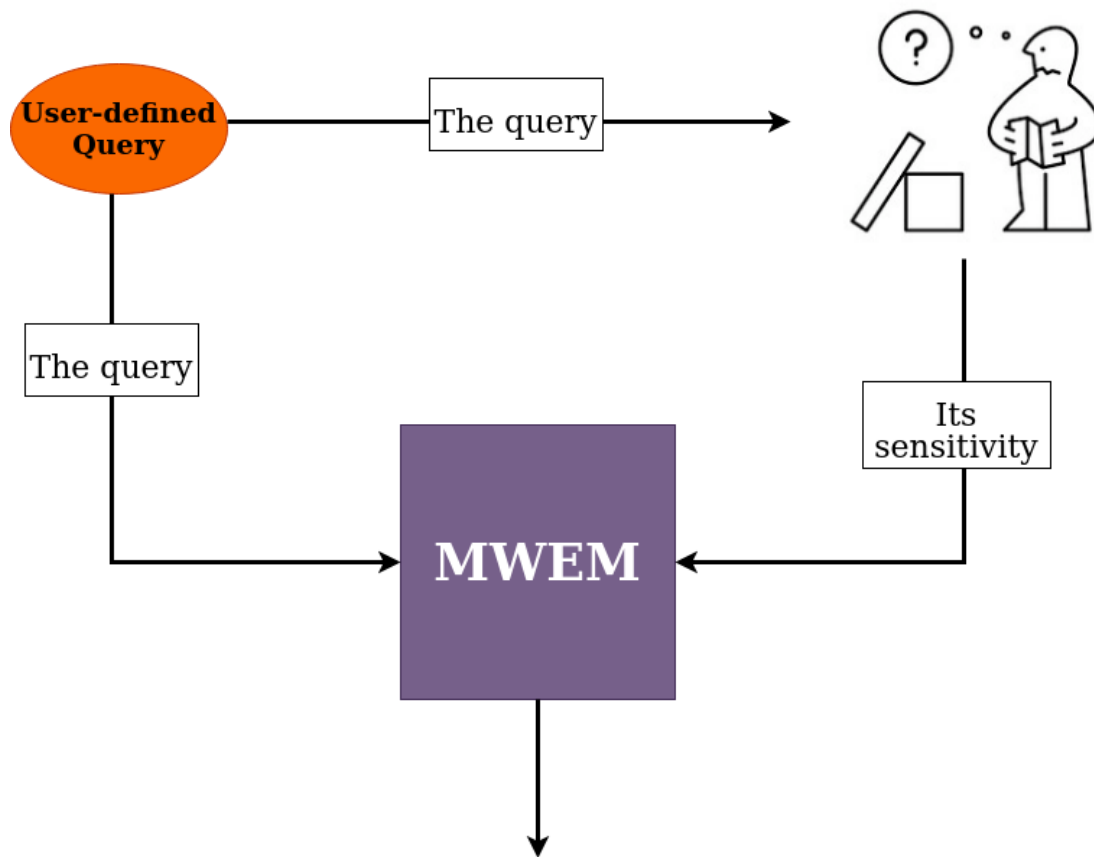 User-defined
Query
The query
?
The query
Its
sensitivity
MWEM